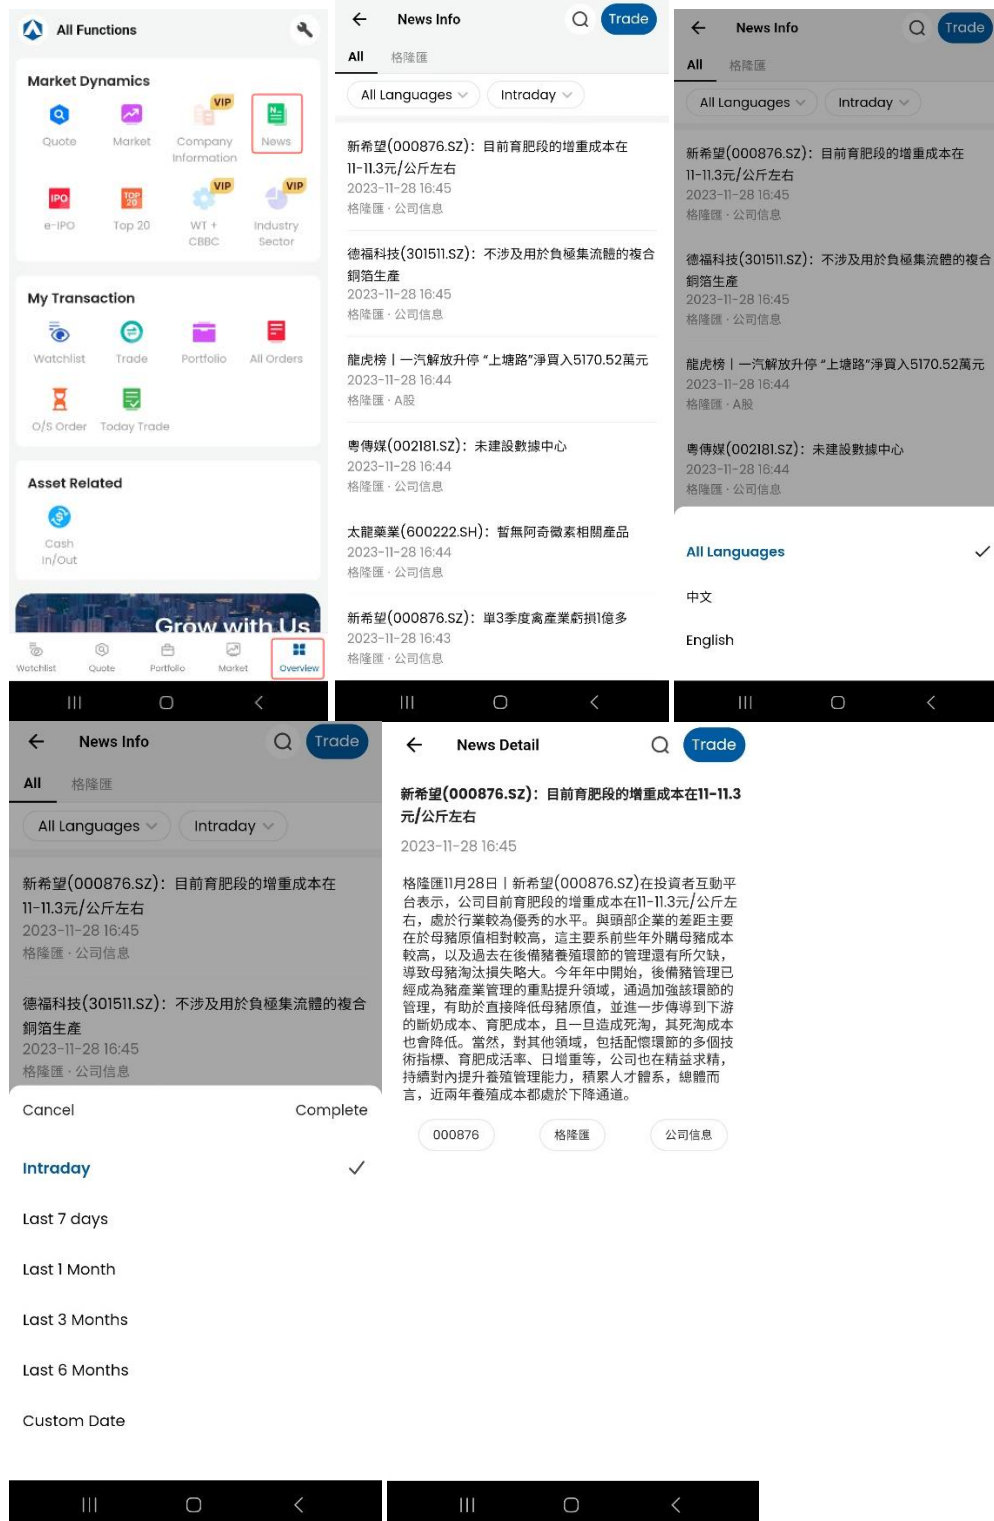 All Functions
Market Dynamics
VIP
Quote
Market
Company
Information
News
VIP
VIP
IPO
TOP
20
e-IPO
Top 20
WT +
CBBC
Industry
Sector
My Transaction
Watchlist
Trade
Portfolio
All Orders
O/S Order
Today Trade
Asset Related
Cash
In/Out
Grow with Us
Watchlist
Quote
Portfolio
Market
Overview
News Info
Trade
All
格隆匯
All Languages
Intraday
新希望(000876.SZ)：目前育肥段的增重成本在
11-11.3元/公斤左右
2023-11-28 16:45
格隆匯 · 公司信息
德福科技(301511.SZ)：不涉及用於負極集流體的複合
銅箔生產
2023-11-28 16:45
格隆匯 · 公司信息
龍虎榜丨一汽解放升停 “上塘路”淨買入5170.52萬元
2023-11-28 16:44
格隆匯 · A股
粵傳媒(002181.SZ)：未建設數據中心
2023-11-28 16:44
格隆匯 · 公司信息
太龍藥業(600222.SH)：暫無阿奇黴素相關產品
2023-11-28 16:44
格隆匯 · 公司信息
新希望(000876.SZ)：單3季度禽產業虧損1億多
2023-11-28 16:43
格隆匯 · 公司信息
News Info
Trade
All
格隆匯
All Languages
Intraday
新希望(000876.SZ)：目前育肥段的增重成本在
11-11.3元/公斤左右
2023-11-28 16:45
格隆匯 · 公司信息
德福科技(301511.SZ)：不涉及用於負極集流體的複合
銅箔生產
2023-11-28 16:45
格隆匯 · 公司信息
龍虎榜丨一汽解放升停 “上塘路”淨買入5170.52萬元
2023-11-28 16:44
格隆匯 · A股
粵傳媒(002181.SZ)：未建設數據中心
2023-11-28 16:44
格隆匯 · 公司信息
All Languages
中文
English
News Info
Trade
All
格隆匯
All Languages
Intraday
新希望(000876.SZ)：目前育肥段的增重成本在
11-11.3元/公斤左右
2023-11-28 16:45
格隆匯 · 公司信息
德福科技(301511.SZ)：不涉及用於負極集流體的複合
銅箔生產
2023-11-28 16:45
格隆匯 · 公司信息
Cancel
Complete
Intraday
Last 7 days
Last 1 Month
Last 3 Months
Last 6 Months
Custom Date
News Detail
Trade
新希望(000876.SZ)：目前育肥段的增重成本在11-11.3
元/公斤左右
2023-11-28 16:45
格隆匯11月28日丨新希望(000876.SZ)在投資者互動平
台表示，公司目前育肥段的增重成本在11-11.3元/公斤左
右，處於行業較為優秀的水平。與頭部企業的差距主要
在於母豬原值相對較高，這主要系前些年外購母豬成本
較高，以及過去在後備豬養殖環節的管理還有所欠缺，
導致母豬淘汰損失略大。今年年中開始，後備豬管理已
經成為豬產業管理的重點提升領域，通過加強該環節的
管理，有助於直接降低母豬原值，並進一步傳導到下游
的斷奶成本、育肥成本，且一旦造成死淘，其死淘成本
也會降低。當然，對其他領域，包括配懷環節的多個技
術指標、育肥成活率、日增重等，公司也在精益求精，
持續對內提升養殖管理能力，積累人才體系，總體而
言，近兩年養殖成本都處於下降通道。
000876
格隆匯
公司信息